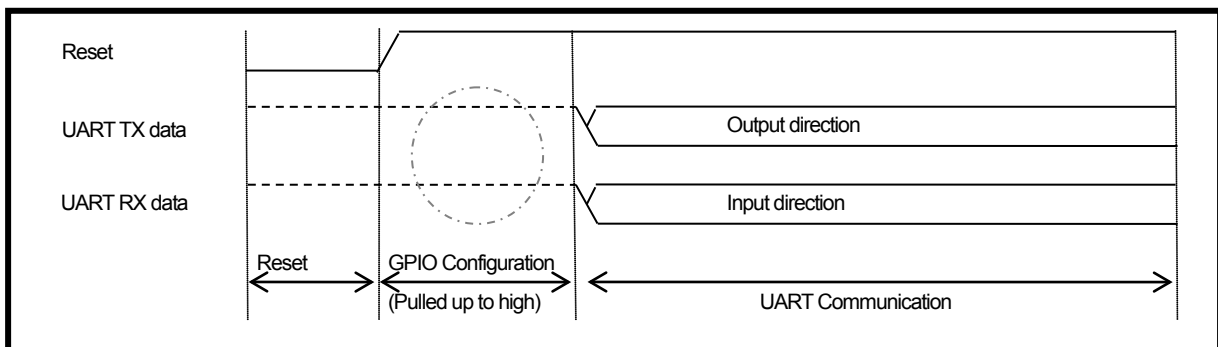 Reset
UART TX data
Output direction
UART RX data
Input direction
Reset
GPIO Configuration
(Pulled up to high)
UART Communication